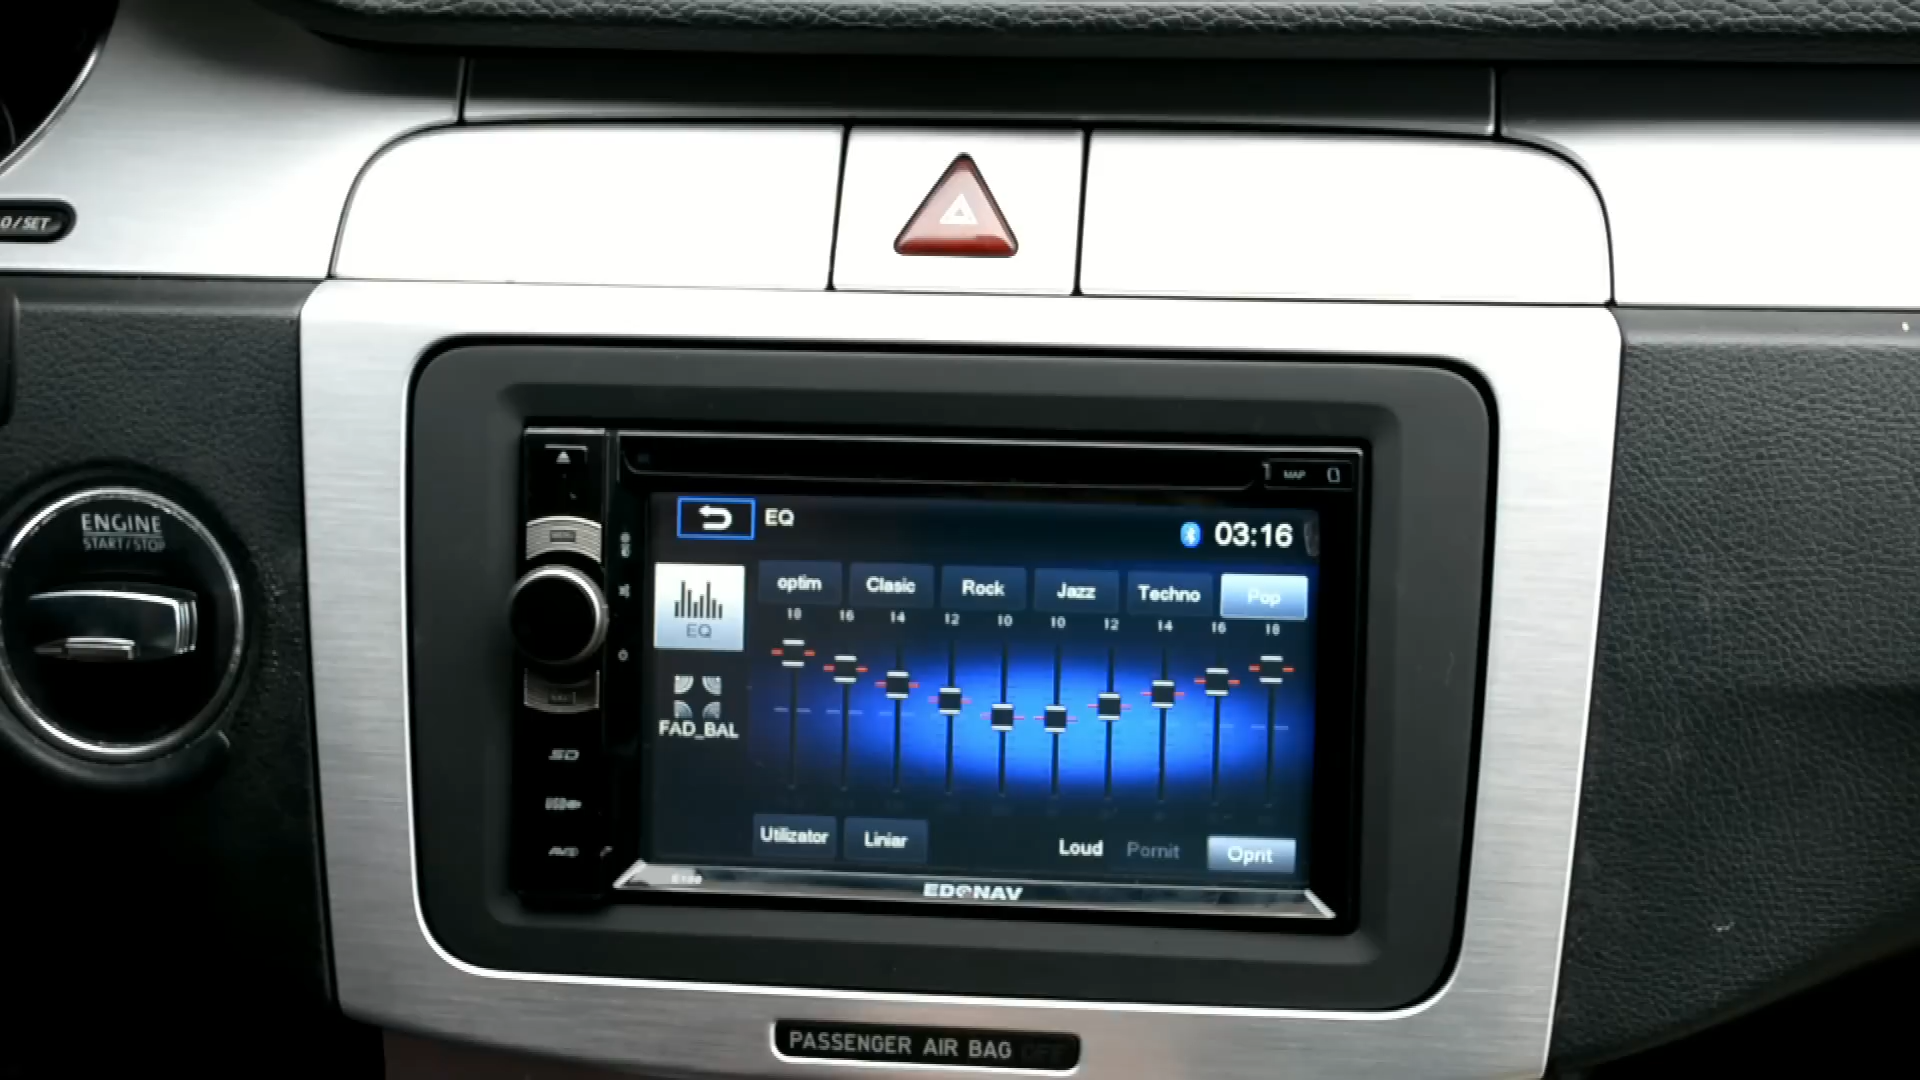 0/SET
ENGINE
START/STOP
MAP
EQ
03:16
optim Clasic Rock Jazz Techno Pop
18 16 14 12 10 10 12 14 16 18
EQ
FAD_BAL
SD
Utilizator Liniar Loud Pornit Oprit
EDONAV
PASSENGER AIR BAG OFF